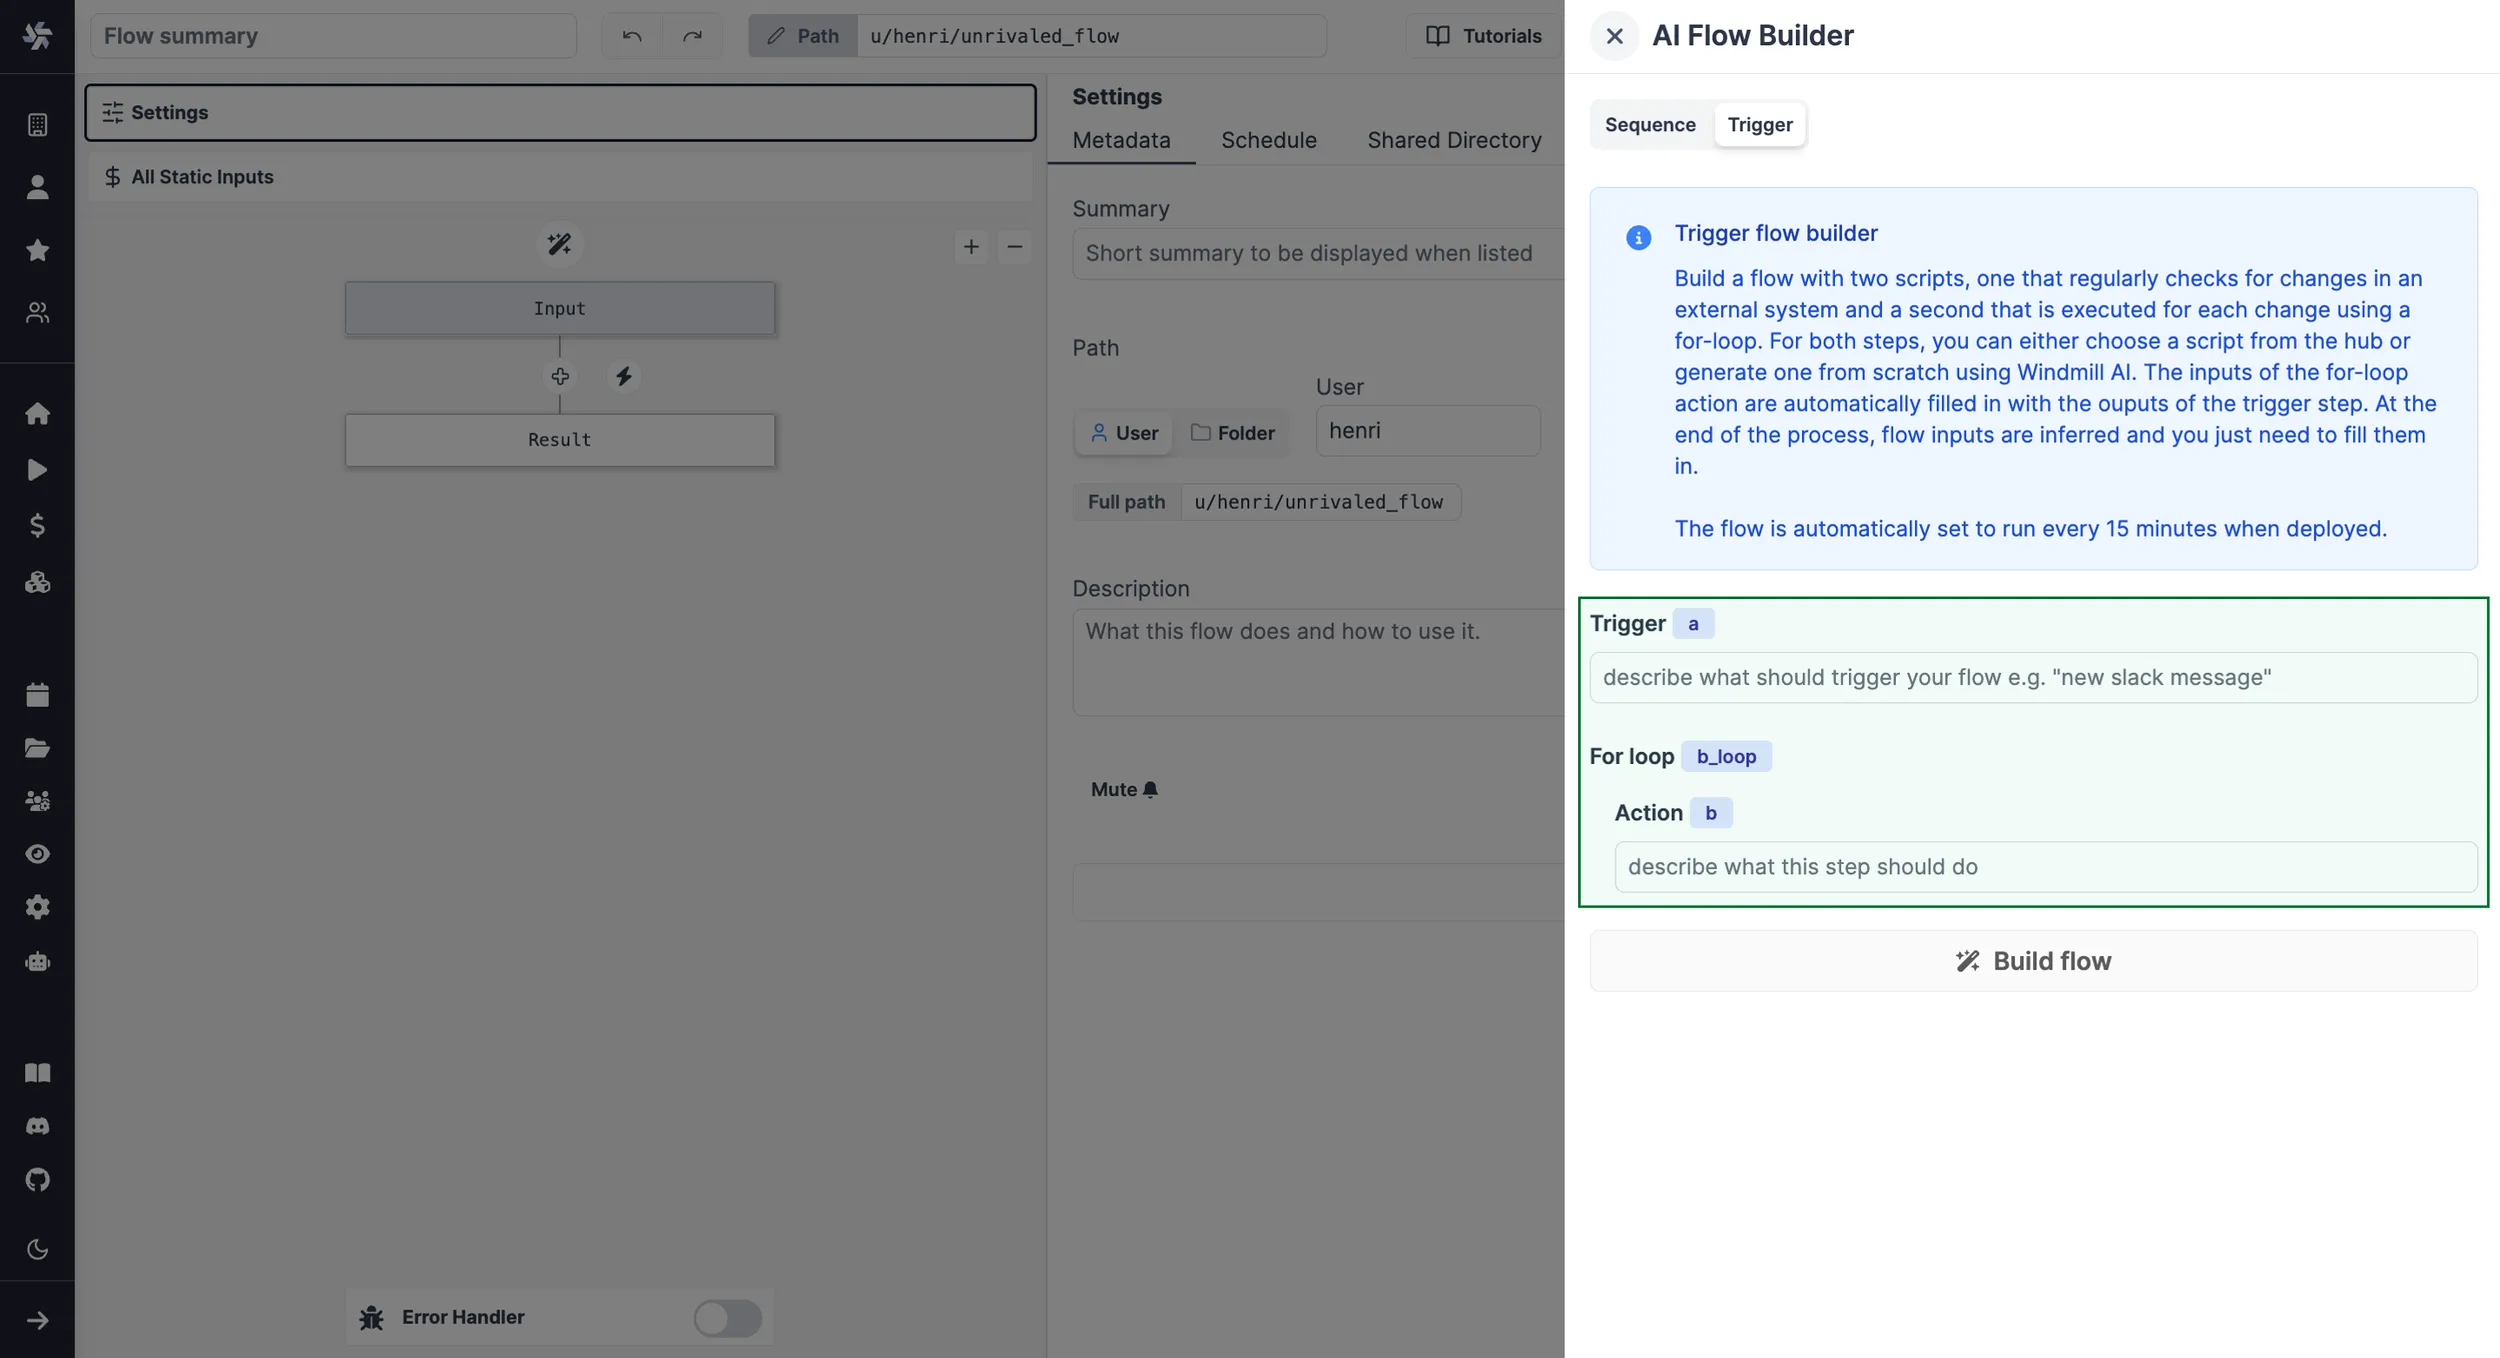 Flow summary
Path
u/henri/unrivaled_flow
Tutorials
Settings
All Static Inputs
Input
Result
Error Handler
Settings
Metadata
Schedule
Shared Directory
Summary
Short summary to be displayed when listed
Path
User
User
Folder
henri
Full path
u/henri/unrivaled_flow
Description
What this flow does and how to use it.
Mute
AI Flow Builder
Sequence
Trigger
Trigger flow builder
Build a flow with two scripts, one that regularly checks for changes in an
external system and a second that is executed for each change using a
for-loop. For both steps, you can either choose a script from the hub or
generate one from scratch using Windmill AI. The inputs of the for-loop
action are automatically filled in with the ouputs of the trigger step. At the
end of the process, flow inputs are inferred and you just need to fill them
in.
The flow is automatically set to run every 15 minutes when deployed.
Trigger a
describe what should trigger your flow e.g. "new slack message"
For loop b_loop
Action b
describe what this step should do
Build flow